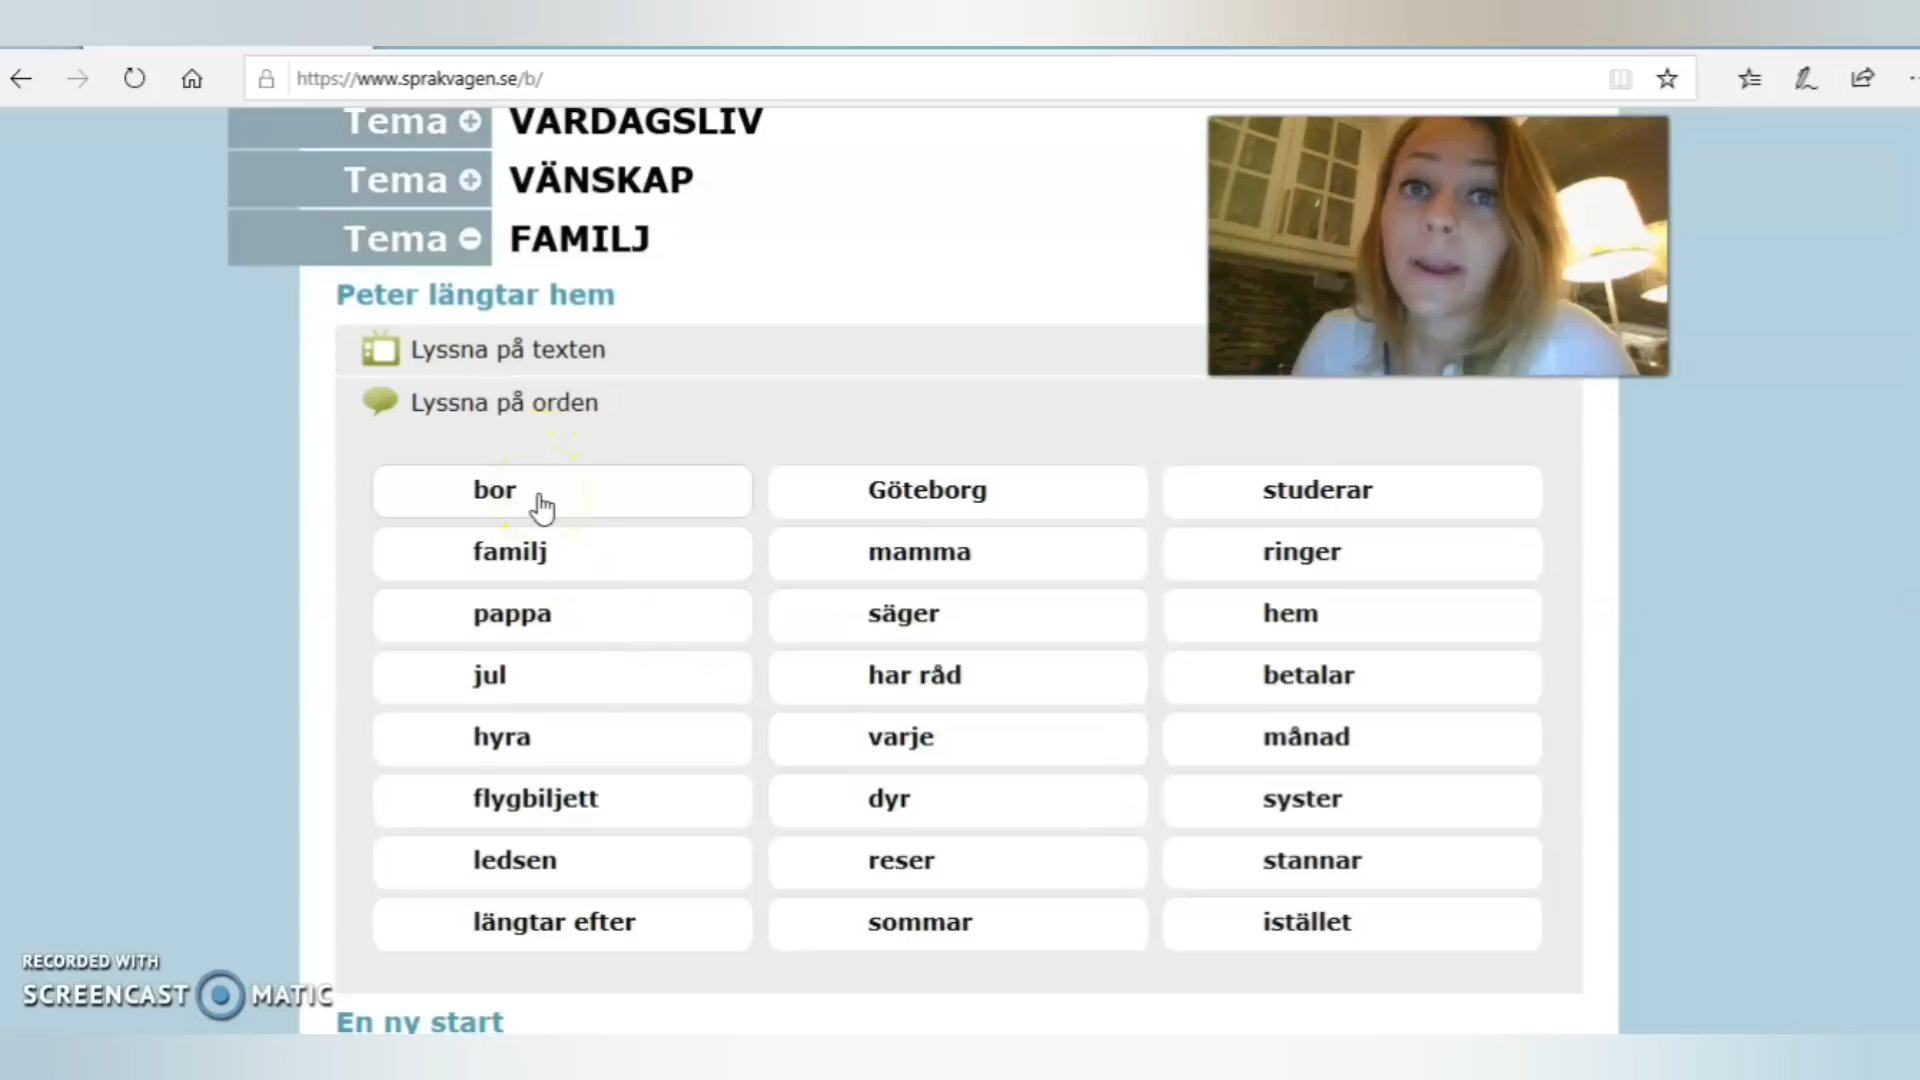 https://www.sprakvagen.se/b/
Tema VARDAGSLIV
Tema VÄNSKAP
Tema FAMILJ
Peter längtar hem
Lyssna på texten
Lyssna på orden
bor Göteborg studerar
familj mamma ringer
pappa säger hem
jul har råd betalar
hyra varje månad
flygbiljett dyr syster
ledsen reser stannar
längtar efter sommar istället
RECORDED WITH
SCREENCAST MATIC
En ny start